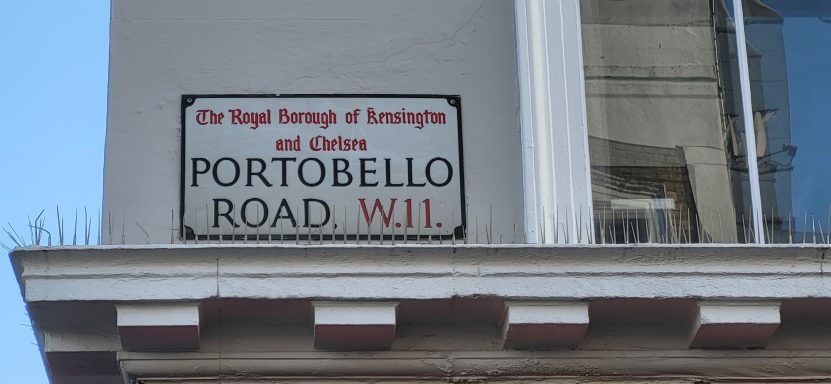 The Royal Borough of Kensington
and Chelsea
PORTOBELLO
ROAD, W.11.